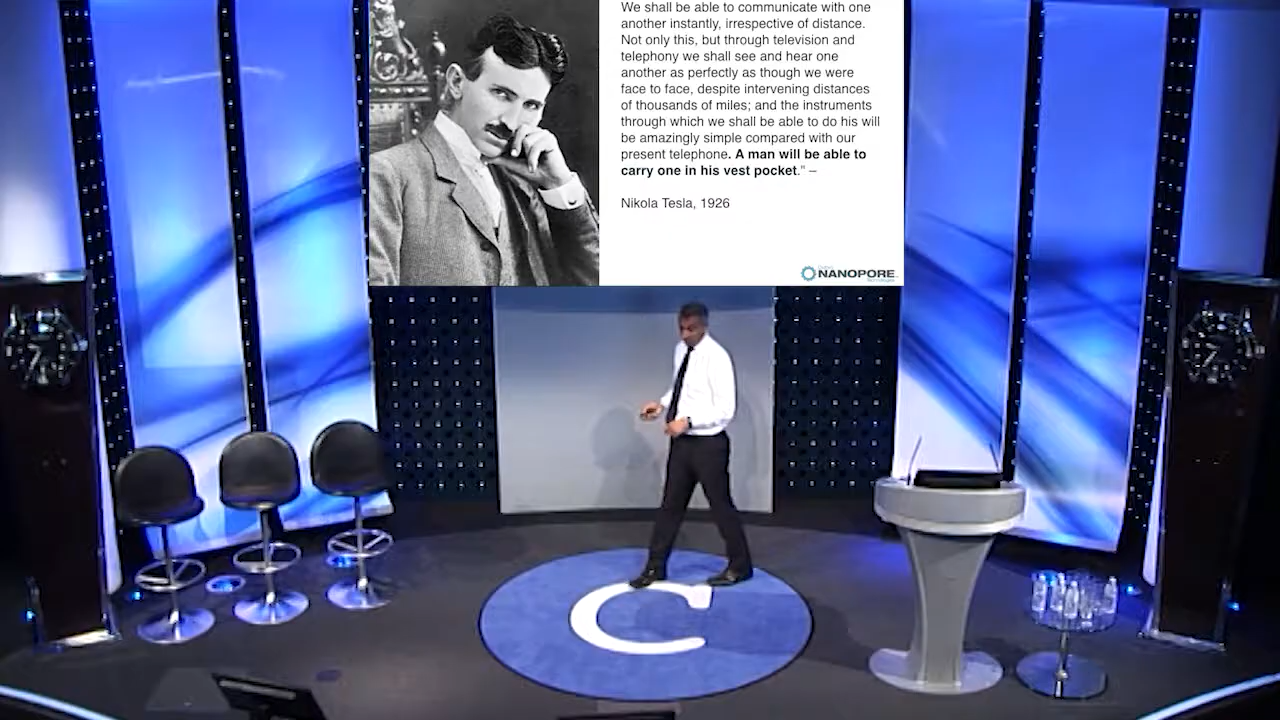 We shall be able to communicate with one
another instantly, irrespective of distance.
Not only this, but through television and
telephony we shall see and hear one
another as perfectly as though we were
face to face, despite intervening distances
of thousands of miles; and the instruments
through which we shall be able to do his will
be amazingly simple compared with our
present telephone. A man will be able to
carry one in his vest pocket." –
Nikola Tesla, 1926
NANOPORE
C